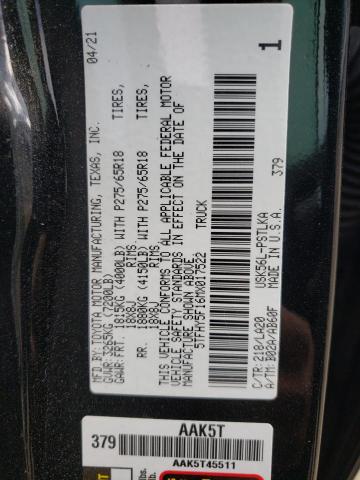 MFD. BY: TOYOTA MOTOR MANUFACTURING, TEXAS, INC. 04/21
GVWR: 3265KG (7200LB)
GAWR: FRT. 1815KG (4000LB) WITH P275/65R18 TIRES,
18X8J RIMS
RR. 1880KG (4150LB) WITH P275/65R18 TIRES,
18X8J RIMS
THIS VEHICLE CONFORMS TO ALL APPLICABLE FEDERAL MOTOR
VEHICLE SAFETY STANDARDS IN EFFECT ON THE DATE OF
MANUFACTURE SHOWN ABOVE.
5TFHY5F16MX017522 TRUCK
1
379
C/TR: 218/LA20 USK56L-PSTLKA
A/TM: B02A/AB60F MADE IN U.S.A.
379 AAK5T
AAK5T45511
lbs.